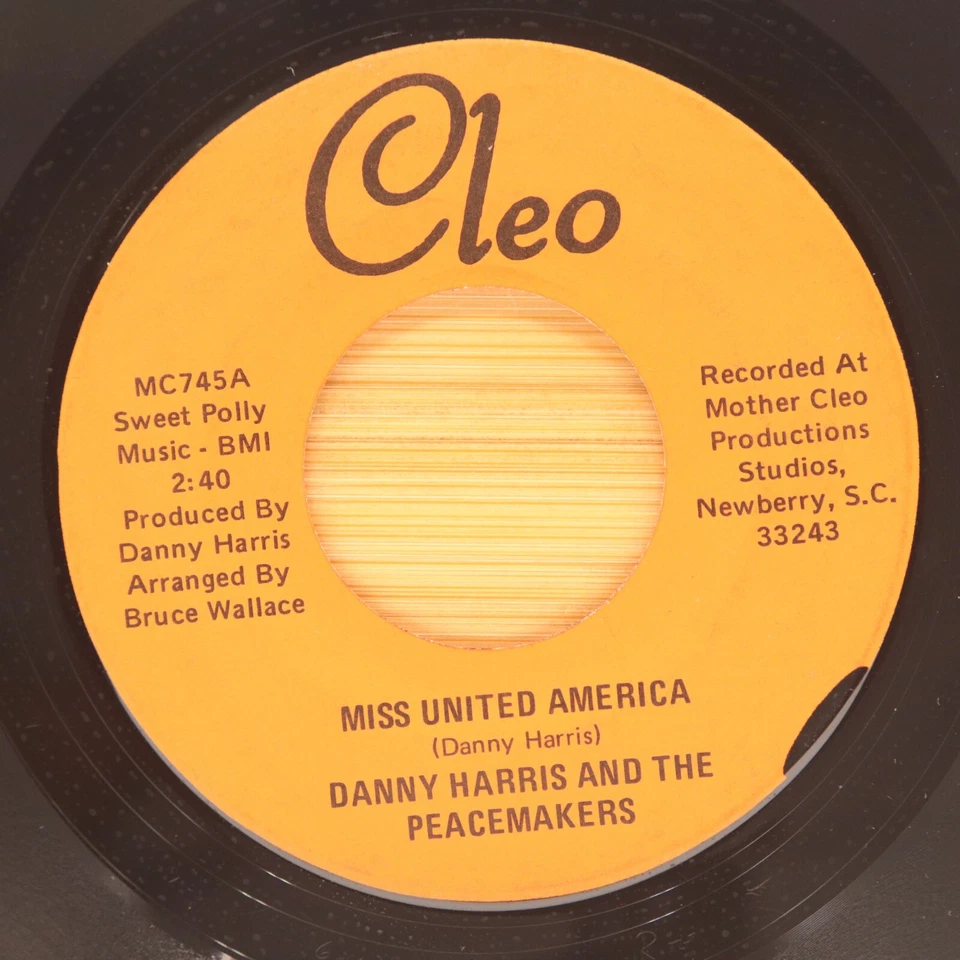 Cleo
MC745A
Sweet Polly
Music - BMI
2:40
Produced By
Danny Harris
Arranged By
Bruce Wallace
Recorded At
Mother Cleo
Productions
Studios,
Newberry, S.C.
33243
MISS UNITED AMERICA
(Danny Harris)
DANNY HARRIS AND THE
PEACEMAKERS